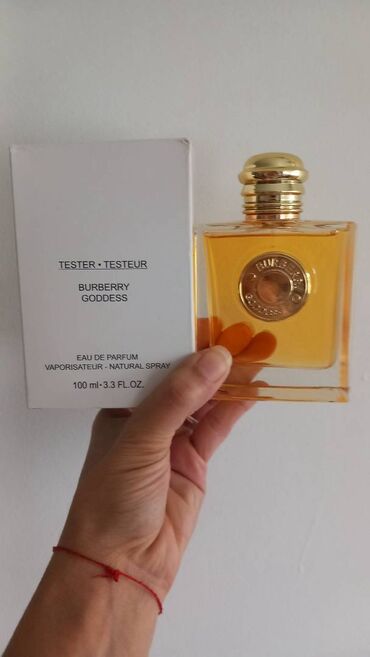 TESTER • TESTEUR
BURBERRY
GODDESS
EAU DE PARFUM
VAPORISATEUR - NATURAL SPRAY
100 ml • 3.3 FL.OZ.
BURBERRY
GODDESS